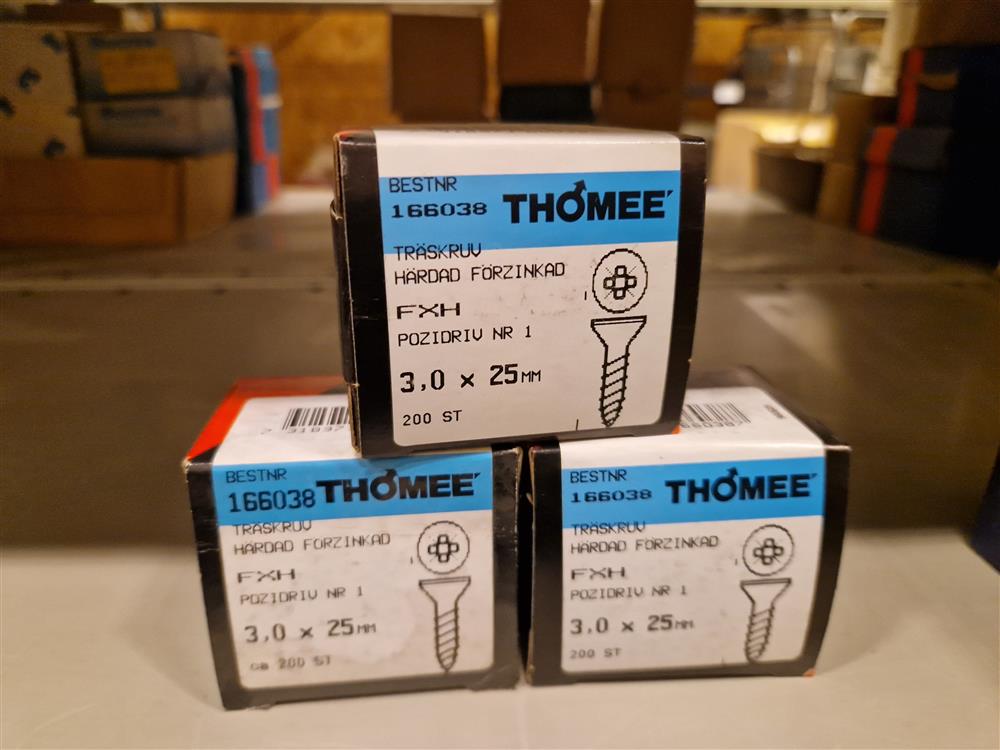 BESTNR
166038 THOMEE
TRÄSKRUV
HÄRDAD FÖRZINKAD
FXH
POZIDRIV NR 1
3,0 x 25MM
200 ST
BESTNR
166038 THOMEE
TRÄSKRUV
HÄRDAD FÖRZINKAD
FXH
POZIDRIV NR 1
3,0 x 25MM
CA 200 ST
BESTNR
166038 THOMEE
TRÄSKRUV
HÄRDAD FÖRZINKAD
FXH
POZIDRIV NR 1
3,0 x 25MM
200 ST